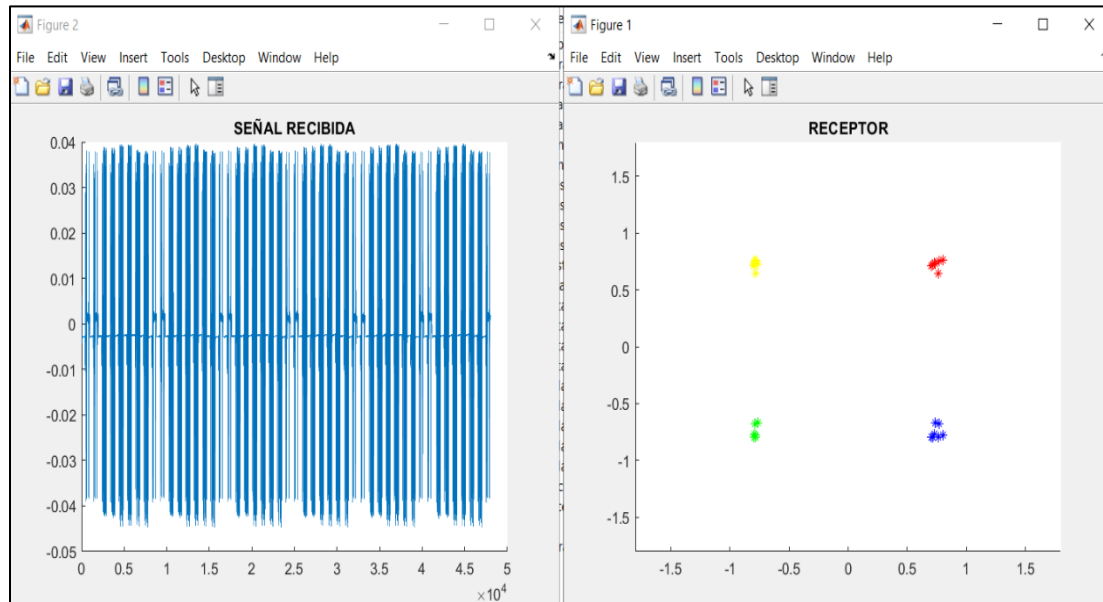 Figure 2
File Edit View Insert Tools Desktop Window Help
SEÑAL RECIBIDA
0.04
0.03
0.02
0.01
0
-0.01
-0.02
-0.03
-0.04
-0.05
0 0.5 1 1.5 2 2.5 3 3.5 4 4.5 5
×10⁴
Figure 1
File Edit View Insert Tools Desktop Window Help
RECEPTOR
1.5
1
0.5
0
-0.5
-1
-1.5
-1.5 -1 -0.5 0 0.5 1 1.5